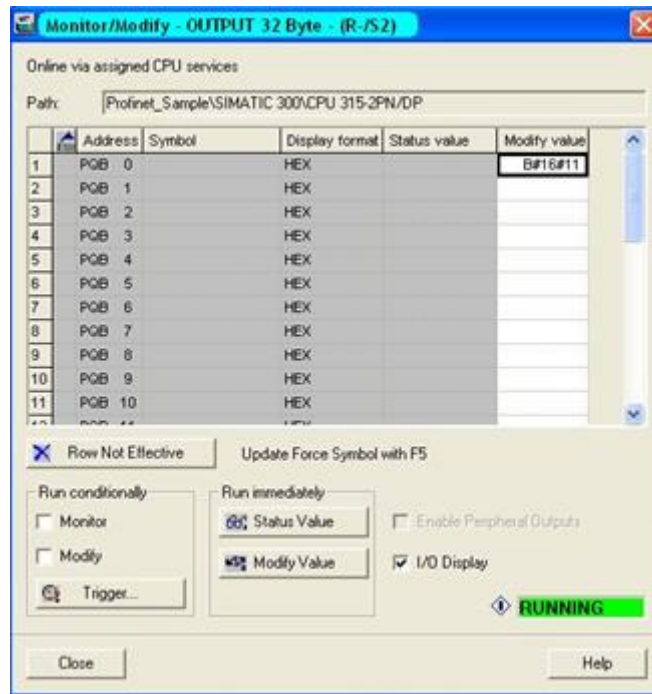 Monitor/Modify - OUTPUT 32 Byte - (R-/S2)
Online via assigned CPU services
Path: Profinet_Sample\SIMATIC 300\CPU 315-2PN/DP
Address Symbol Display format Status value Modify value
1 PQB 0 HEX B#16#11
2 PQB 1 HEX
3 PQB 2 HEX
4 PQB 3 HEX
5 PQB 4 HEX
6 PQB 5 HEX
7 PQB 6 HEX
8 PQB 7 HEX
9 PQB 8 HEX
10 PQB 9 HEX
11 PQB 10 HEX
Row Not Effective Update Force Symbol with F5
Run conditionally Run immediately
Monitor Status Value Enable Peripheral Outputs
Modify Modify Value I/O Display
Trigger...
RUNNING
Close Help